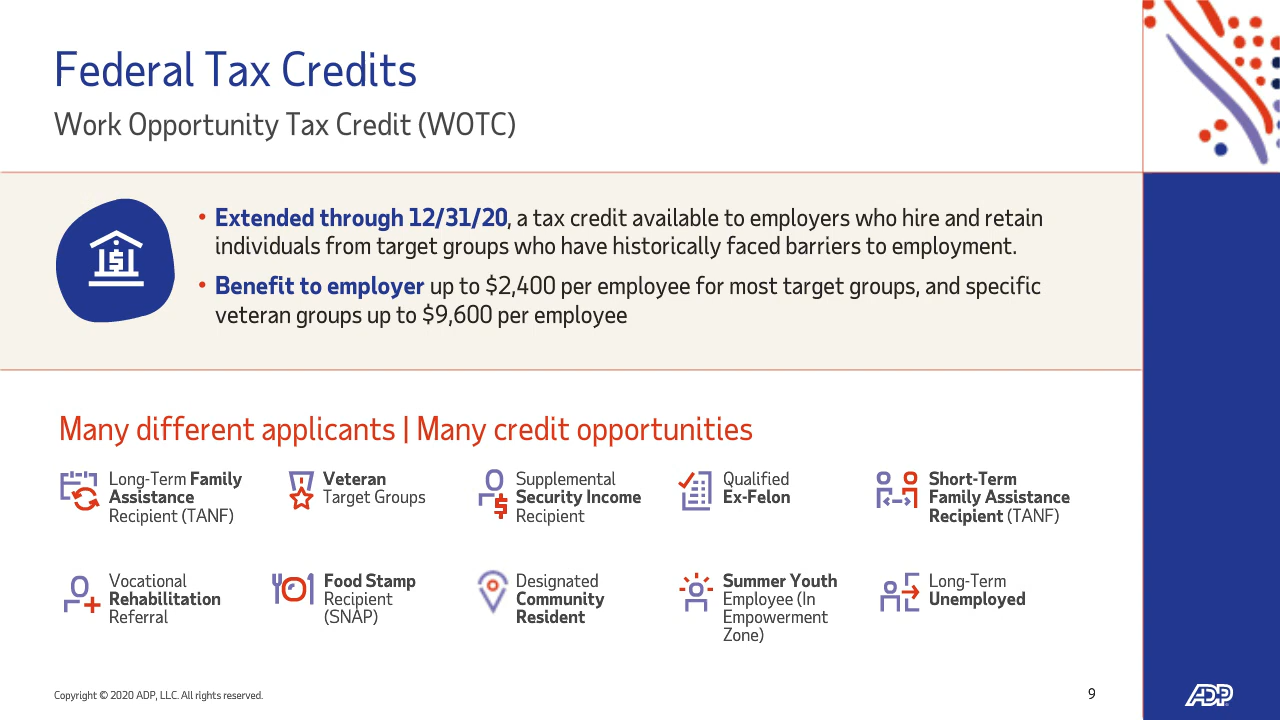 Federal Tax Credits
Work Opportunity Tax Credit (WOTC)
• Extended through 12/31/20, a tax credit available to employers who hire and retain
individuals from target groups who have historically faced barriers to employment.
• Benefit to employer up to $2,400 per employee for most target groups, and specific
veteran groups up to $9,600 per employee
Many different applicants | Many credit opportunities
Long-Term Family
Assistance
Recipient (TANF)
Veteran
Target Groups
Supplemental
Security Income
Recipient
Qualified
Ex-Felon
Short-Term
Family Assistance
Recipient (TANF)
Vocational
Rehabilitation
Referral
Food Stamp
Recipient
(SNAP)
Designated
Community
Resident
Summer Youth
Employee (In
Empowerment
Zone)
Long-Term
Unemployed
Copyright © 2020 ADP, LLC. All rights reserved.
9
ADP